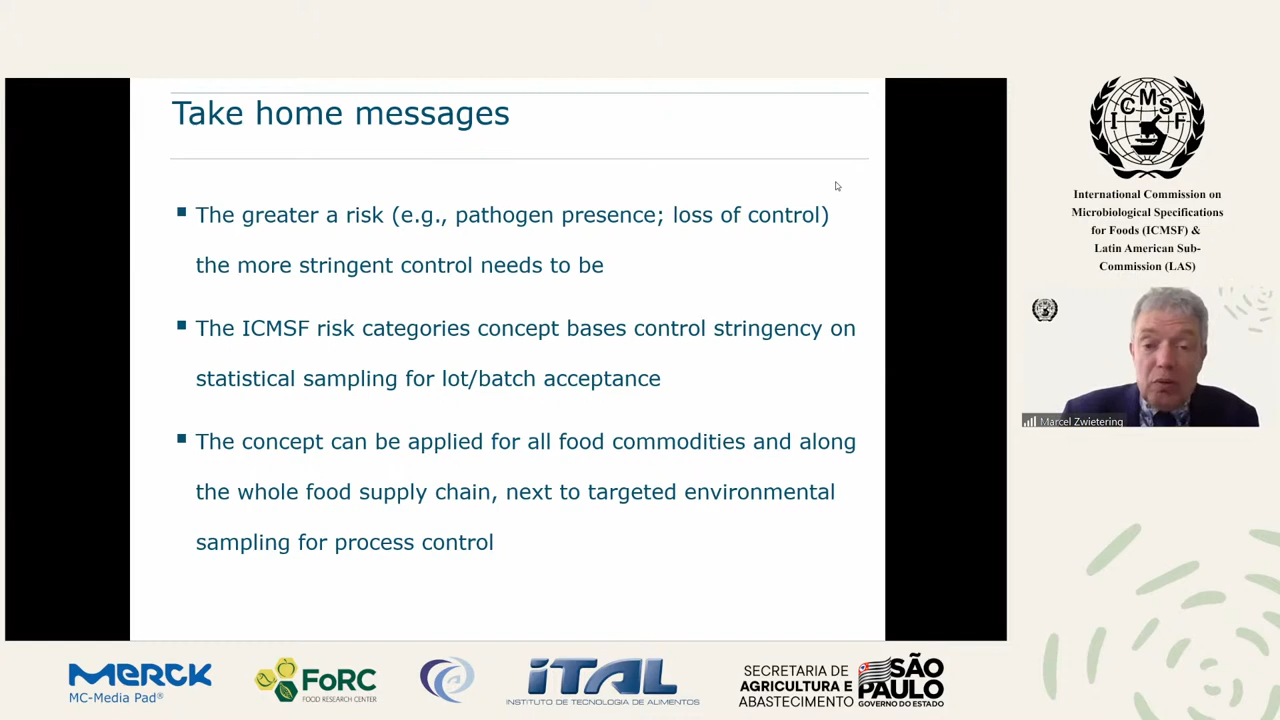 Take home messages
The greater a risk (e.g., pathogen presence; loss of control)
the more stringent control needs to be
The ICMSF risk categories concept bases control stringency on
statistical sampling for lot/batch acceptance
The concept can be applied for all food commodities and along
the whole food supply chain, next to targeted environmental
sampling for process control
ICMSF
International Commission on
Microbiological Specifications
for Foods (ICMSF) &
Latin American Sub-
Commission (LAS)
Marcel Zwietering
MERCK
MC-Media Pad®
FoRC
FOOD RESEARCH CENTER
iTAL
INSTITUTO DE TECNOLOGIA DE ALIMENTOS
SECRETARIA DE
AGRICULTURA E
ABASTECIMENTO
SÃO
PAULO
GOVERNO DO ESTADO